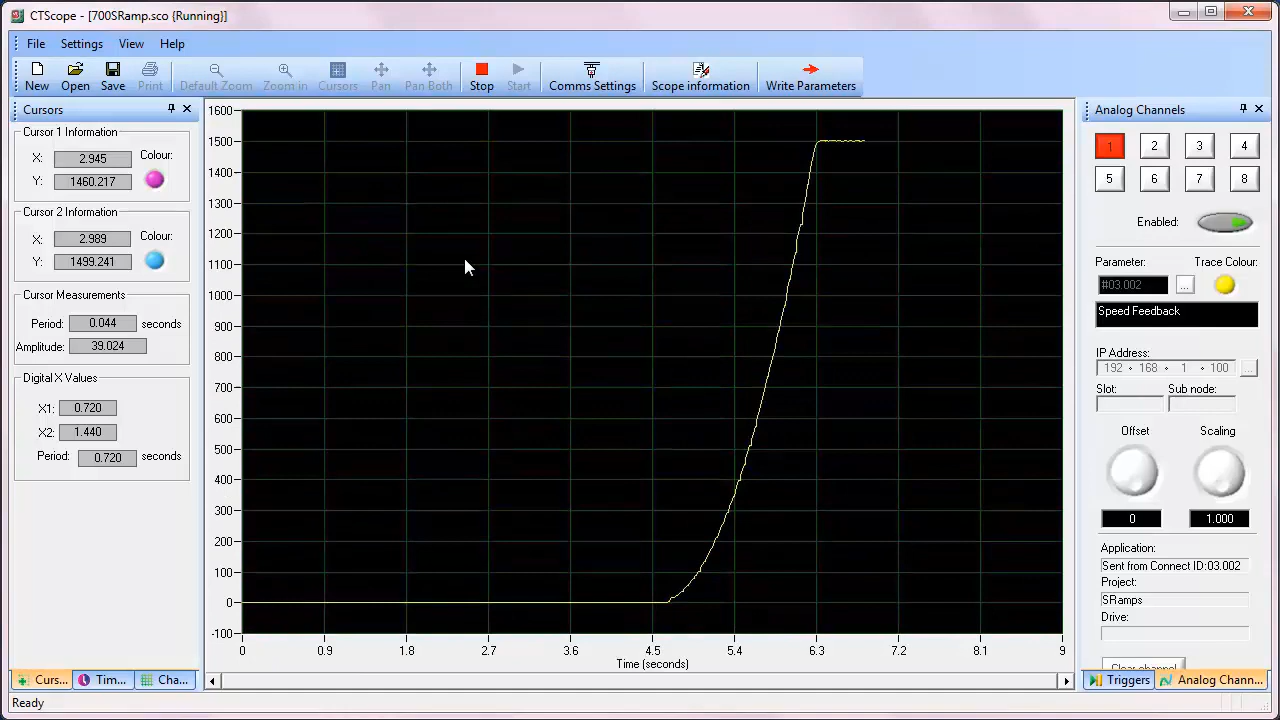 CTScope - [700SRamp.sco {Running}]
File Settings View Help
New Open Save Print Default Zoom Zoom in Cursors Pan Pan Both Stop Start Comms Settings Scope information Write Parameters
Cursors
Cursor 1 Information
X: 2.945 Colour:
Y: 1460.217
Cursor 2 Information
X: 2.989 Colour:
Y: 1499.241
Cursor Measurements
Period: 0.044 seconds
Amplitude: 39.024
Digital X Values
X1: 0.720
X2: 1.440
Period: 0.720 seconds
Curs... Tim... Cha...
1600
1500
1400
1300
1200
1100
1000
900
800
700
600
500
400
300
200
100
0
-100
0 0.9 1.8 2.7 3.6 4.5 5.4 6.3 7.2 8.1 9
Time (seconds)
Analog Channels
1 2 3 4
5 6 7 8
Enabled:
Parameter: Trace Colour:
#03.002 ...
Speed Feedback
IP Address:
192 . 168 . 1 . 100 ...
Slot: Sub node:
Offset Scaling
0 1.000
Application:
Sent from Connect ID:03.002
Project:
SRamps
Drive:
Clear channel
Triggers Analog Chann...
Ready